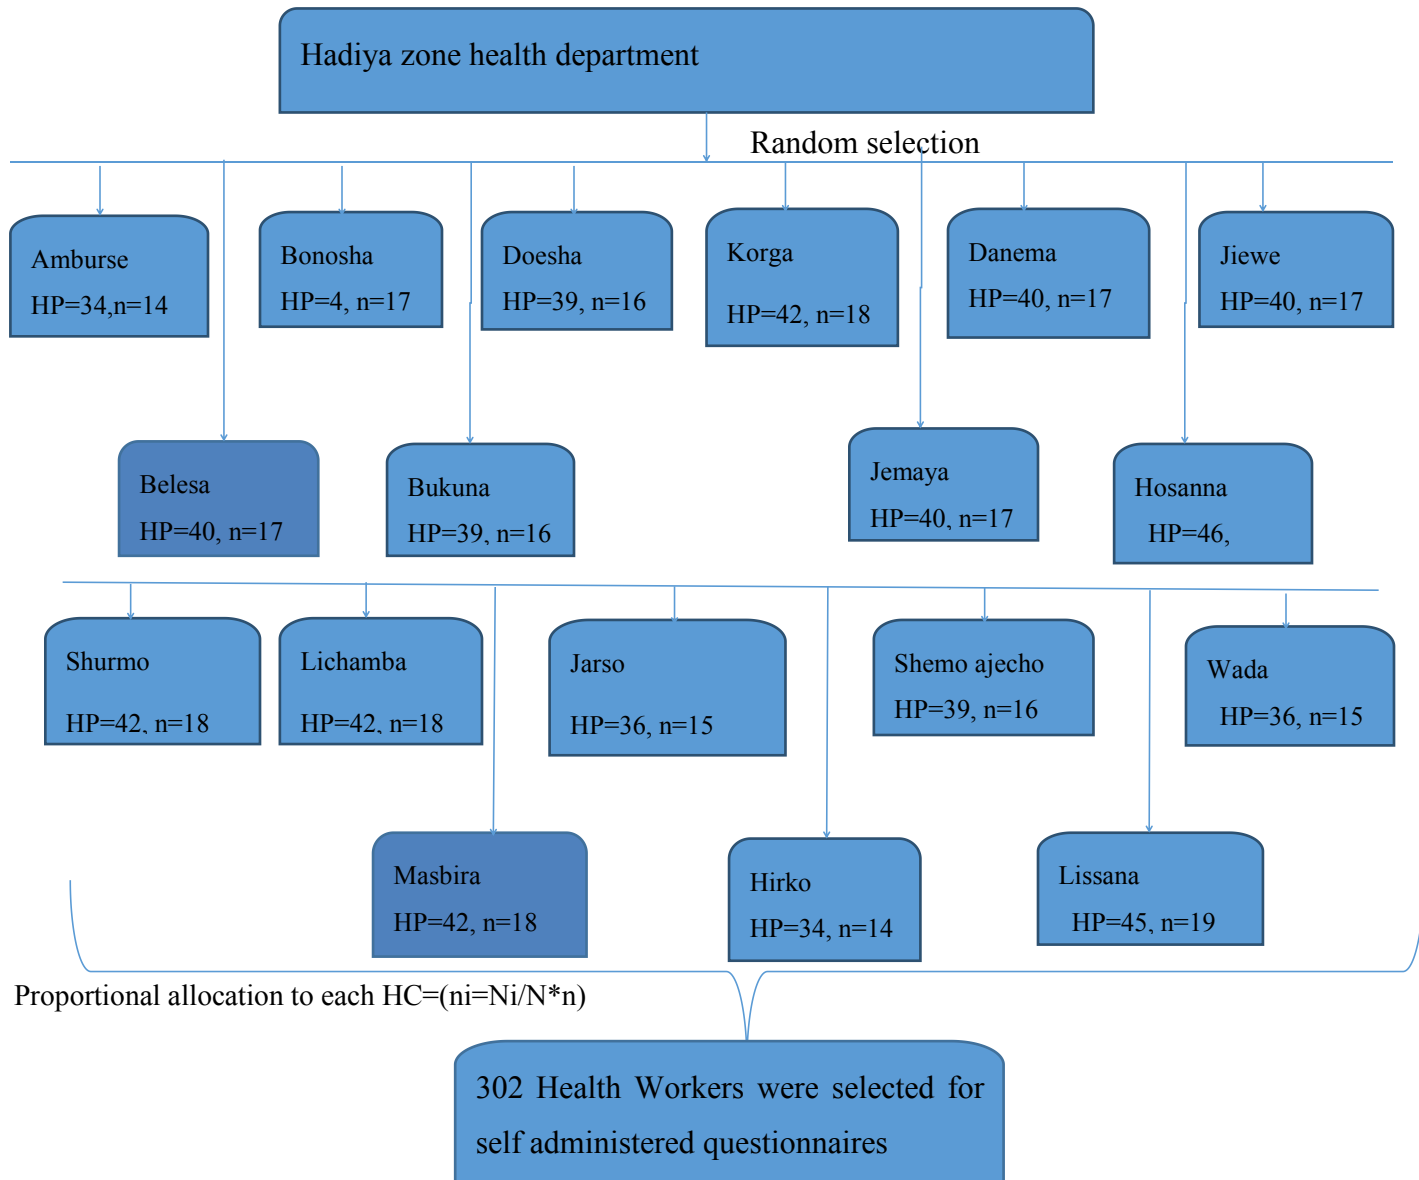 Hadiya zone health department
Random selection
Amburse
HP=34,n=14
Bonosha
HP=4, n=17
Doesha
HP=39, n=16
Korga
HP=42, n=18
Danema
HP=40, n=17
Jiewe
HP=40, n=17
Belesa
HP=40, n=17
Bukuna
HP=39, n=16
Jemaya
HP=40, n=17
Hosanna
HP=46,
Shurmo
HP=42, n=18
Lichamba
HP=42, n=18
Jarso
HP=36, n=15
Shemo ajecho
HP=39, n=16
Wada
HP=36, n=15
Masbira
HP=42, n=18
Hirko
HP=34, n=14
Lissana
HP=45, n=19
Proportional allocation to each HC=(ni=Ni/N*n)
302 Health Workers were selected for
self administered questionnaires